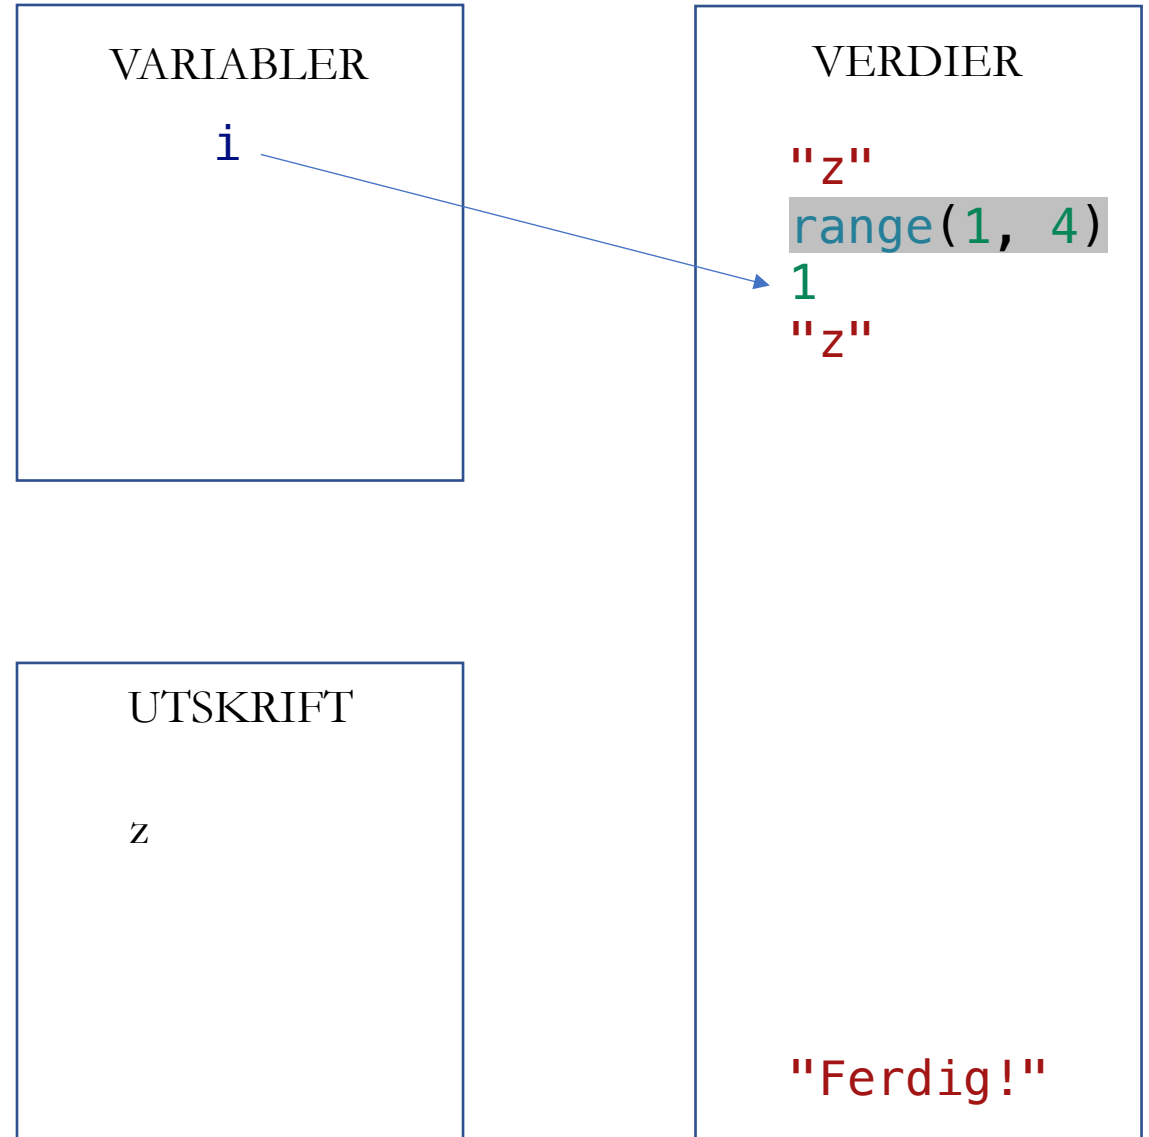 VARIABLER
i
VERDIER
"z"
range(1, 4)
1
"z"
"Ferdig!"
UTSKRIFT
z